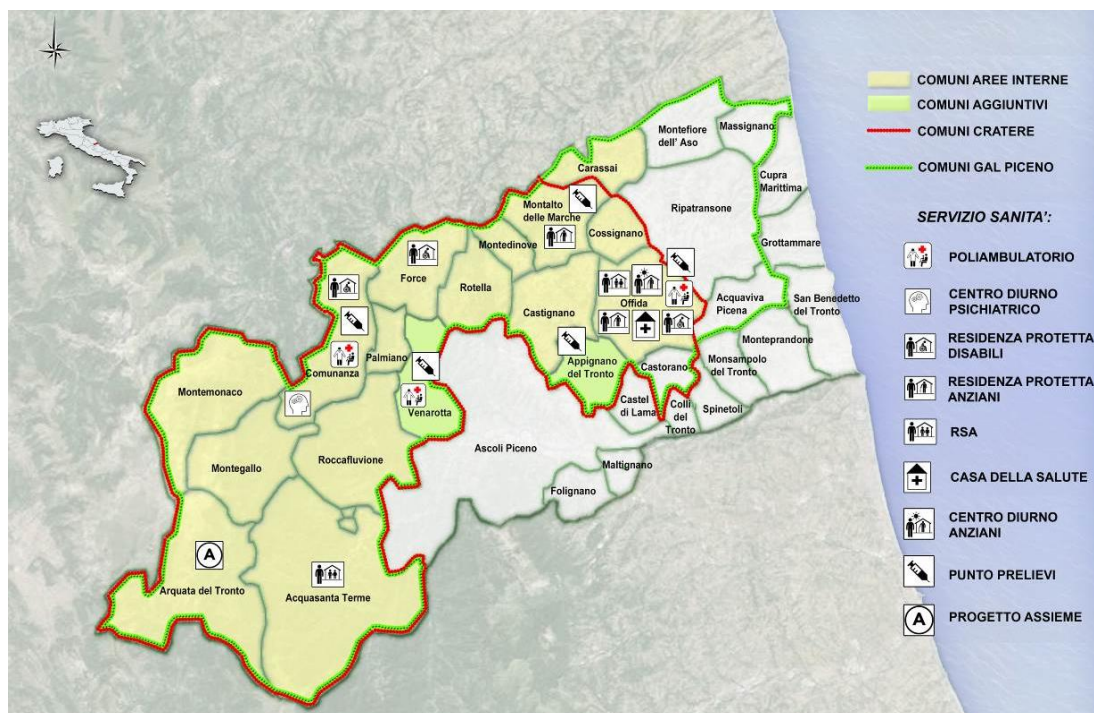 COMUNI AREE INTERNE
COMUNI AGGIUNTIVI
COMUNI CRATERE
COMUNI GAL PICENO
SERVIZIO SANITA':
POLIAMBULATORIO
CENTRO DIURNO
PSICHIATRICO
RESIDENZA PROTETTA
DISABILI
RESIDENZA PROTETTA
ANZIANI
RSA
CASA DELLA SALUTE
CENTRO DIURNO
ANZIANI
PUNTO PRELIEVI
A
PROGETTO ASSIEME
Montefiore
dell' Aso
Massignano
Carassai
Cupra
Marittima
Ripatransone
Montalto
delle Marche
Cossignano
Montedinove
Grottammare
Force
Rotella
Offida
Acquaviva
Picena
San Benedetto
del Tronto
Castignano
Monteprandone
Palmiano
Comunanza
Appignano
del Tronto
Castorano
Monsampolo
del Tronto
Montemonaco
Venarotta
Castel
di Lama
Colli
del
Tronto
Spinetoli
Ascoli Piceno
Roccafluvione
Montegallo
Maltignano
Folignano
A
Arquata del Tronto
Acquasanta Terme